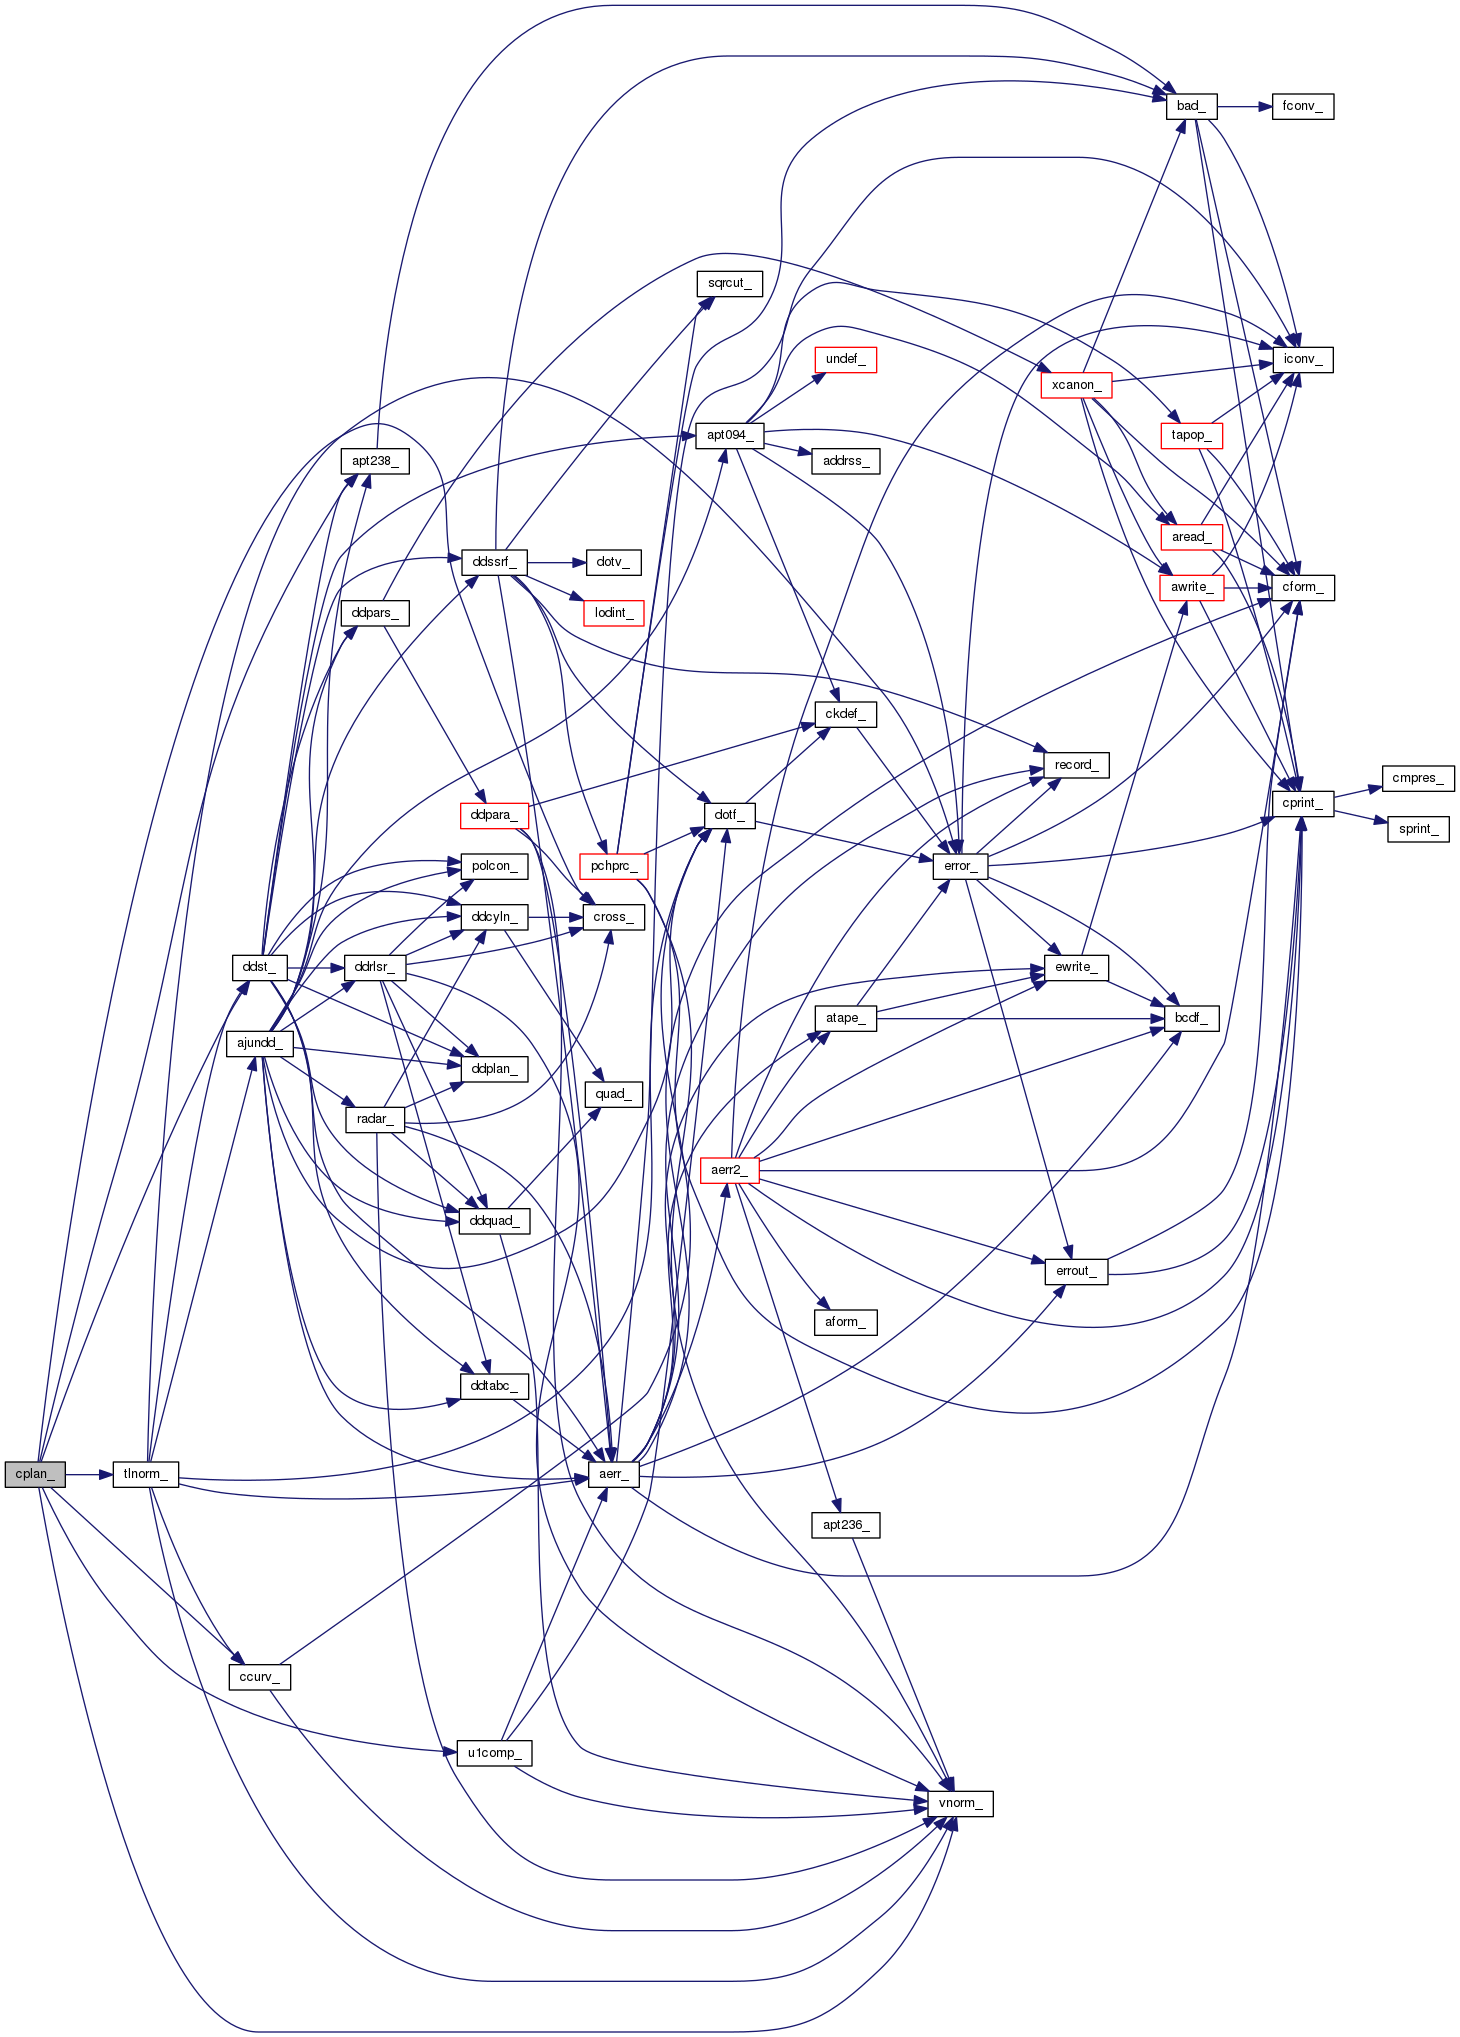 bad_
fconv_
sqrcut_
undef_
iconv_
xcanon_
apt094_
tapop_
apt238_
addrss_
aread_
ddssrf_
dotv_
awrite_
cform_
ddpars_
lodint_
ckdef_
record_
cmpres_
cprint_
ddpara_
dotf_
sprint_
polcon_
pchprc_
error_
ddcyln_
cross_
ddst_
ddrlsr_
ewrite_
atape_
bcdf_
ajundd_
ddplan_
quad_
radar_
aerr2_
ddquad_
errout_
aform_
ddtabc_
cplan_
tlnorm_
aerr_
apt236_
ccurv_
u1comp_
vnorm_